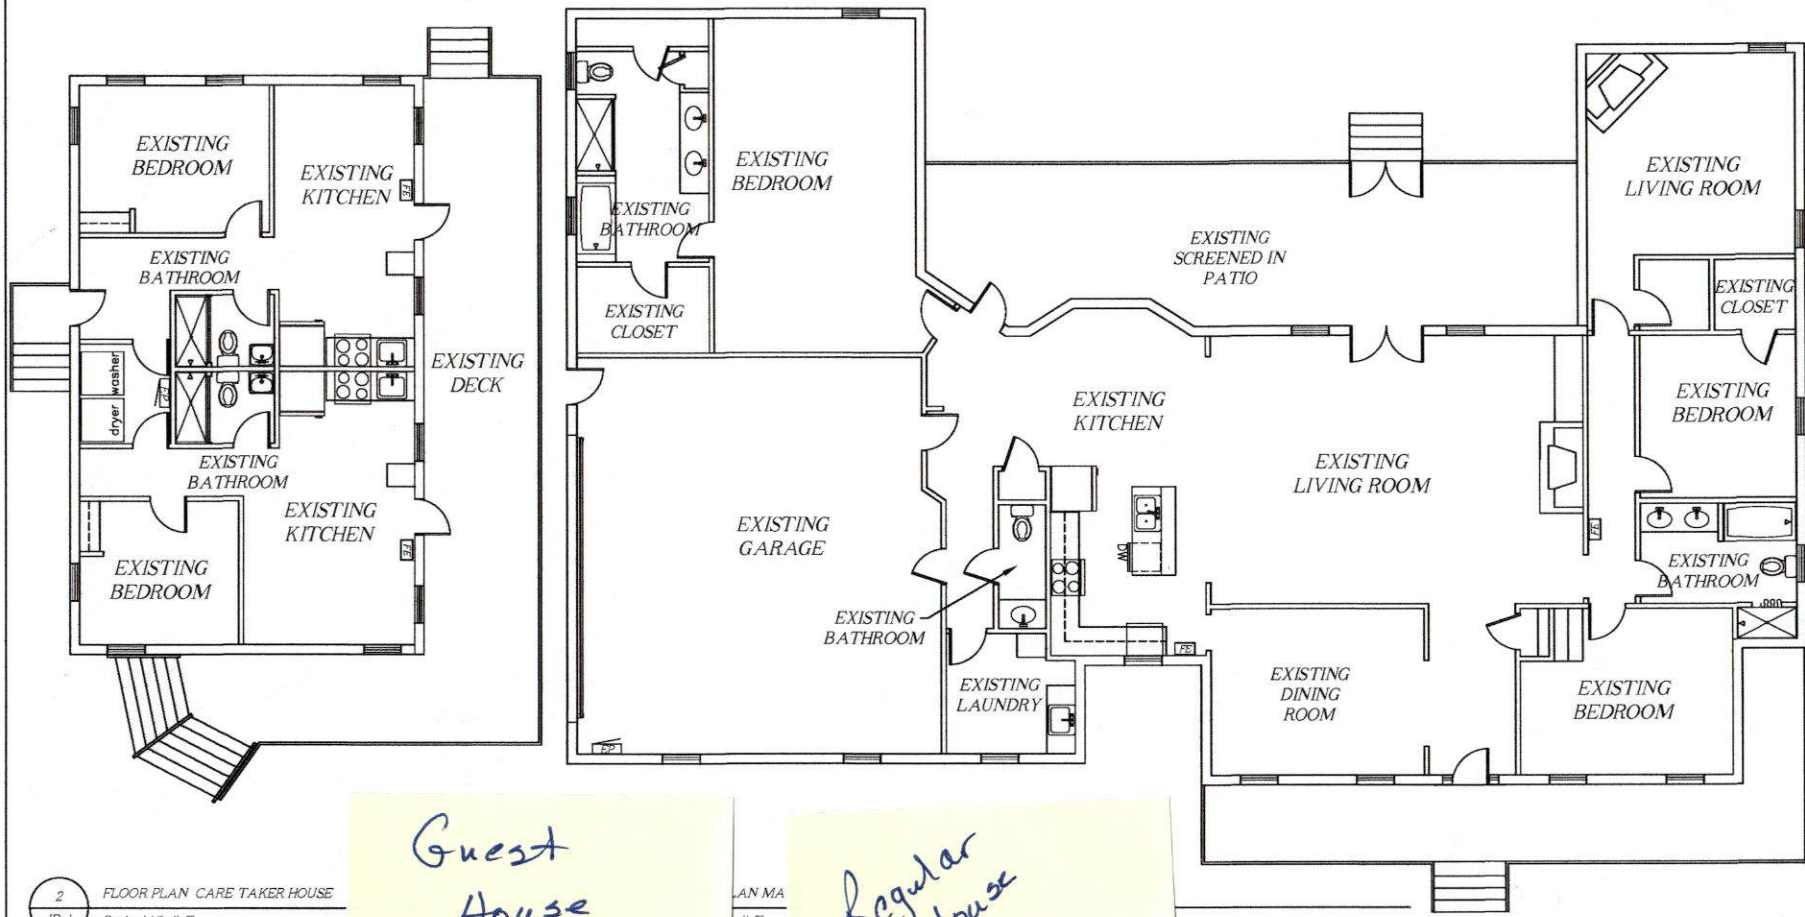 EXISTING
BEDROOM
EXISTING
KITCHEN
FE
EXISTING
BATHROOM
washer
dryer
EP
EXISTING
DECK
EXISTING
BATHROOM
EXISTING
KITCHEN
FE
EXISTING
BEDROOM
EXISTING
BEDROOM
EXISTING
BATHROOM
EXISTING
CLOSET
EXISTING
SCREENED IN
PATIO
EXISTING
LIVING ROOM
EXISTING
CLOSET
EXISTING
BEDROOM
EXISTING
KITCHEN
EXISTING
LIVING ROOM
EXISTING
GARAGE
DW
FE
EXISTING
BATHROOM
EXISTING
BATHROOM
FE
EXISTING
LAUNDRY
EXISTING
DINING
ROOM
EXISTING
BEDROOM
EP
2
FLOOR PLAN CARE TAKER HOUSE
Guest
House
Regular
House